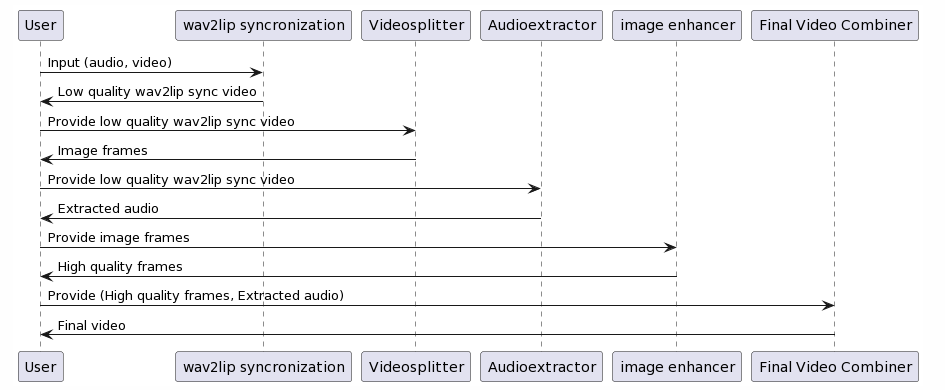 User wav2lip syncronization Videosplitter Audioextractor image enhancer Final Video Combiner
Input (audio, video)
Low quality wav2lip sync video
Provide low quality wav2lip sync video
Image frames
Provide low quality wav2lip sync video
Extracted audio
Provide image frames
High quality frames
Provide (High quality frames, Extracted audio)
Final video
User wav2lip syncronization Videosplitter Audioextractor image enhancer Final Video Combiner